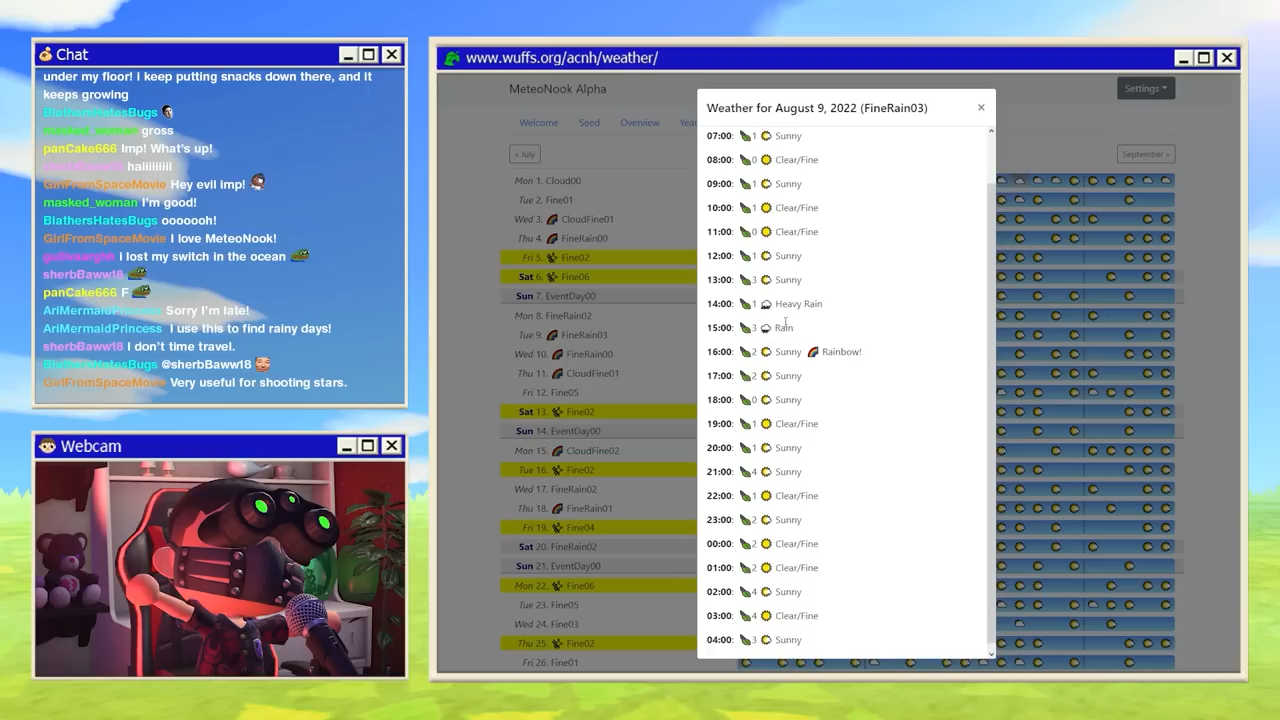 Chat
under my floor! i keep putting snacks down there, and it
keeps growing
BlathersHatesBugs
masked_woman gross
panCake666 Imp! What's up!
haiiiiiiiii
GirlFromSpaceMovie Hey evil imp!
masked_woman I'm good!
BlathersHatesBugs ooooooh!
GirlFromSpaceMovie I love MeteoNook!
i lost my switch in the ocean
sherbBaww18
panCake666 F
AriMermaidPrincess Sorry I'm late!
AriMermaidPrincess I use this to find rainy days!
sherbBaww18 I don't time travel.
BlathersHatesBugs @sherbBaww18
GirlFromSpaceMovie Very useful for shooting stars.
Webcam
www.wuffs.org/acnh/weather/
MeteoNook Alpha
Settings
Welcome Seed Overview
« July
September »
Mon 1. Cloud00
Tue 2. Fine01
Wed 3. CloudFine01
Thu 4. FineRain00
Fri 5. Fine02
Sat 6. Fine06
Sun 7. EventDay00
Mon 8. FineRain02
Tue 9. FineRain03
Wed 10. FineRain00
Thu 11. CloudFine01
Fri 12. Fine05
Sat 13. Fine02
Sun 14. EventDay00
Mon 15. CloudFine02
Tue 16. Fine02
Wed 17. FineRain02
Thu 18. FineRain01
Fri 19. Fine04
Sat 20. FineRain02
Sun 21. EventDay00
Mon 22. Fine06
Tue 23. Fine05
Wed 24. Fine03
Thu 25. Fine02
Fri 26. Fine01
Weather for August 9, 2022 (FineRain03) ×
07:00: 1 Sunny
08:00: 0 Clear/Fine
09:00: 1 Sunny
10:00: 1 Clear/Fine
11:00: 0 Clear/Fine
12:00: 1 Sunny
13:00: 3 Sunny
14:00: 1 Heavy Rain
15:00: 3 Rain
16:00: 2 Sunny Rainbow!
17:00: 2 Sunny
18:00: 0 Sunny
19:00: 1 Clear/Fine
20:00: 1 Sunny
21:00: 4 Sunny
22:00: 1 Clear/Fine
23:00: 2 Sunny
00:00: 2 Clear/Fine
01:00: 2 Clear/Fine
02:00: 4 Sunny
03:00: 4 Clear/Fine
04:00: 3 Sunny